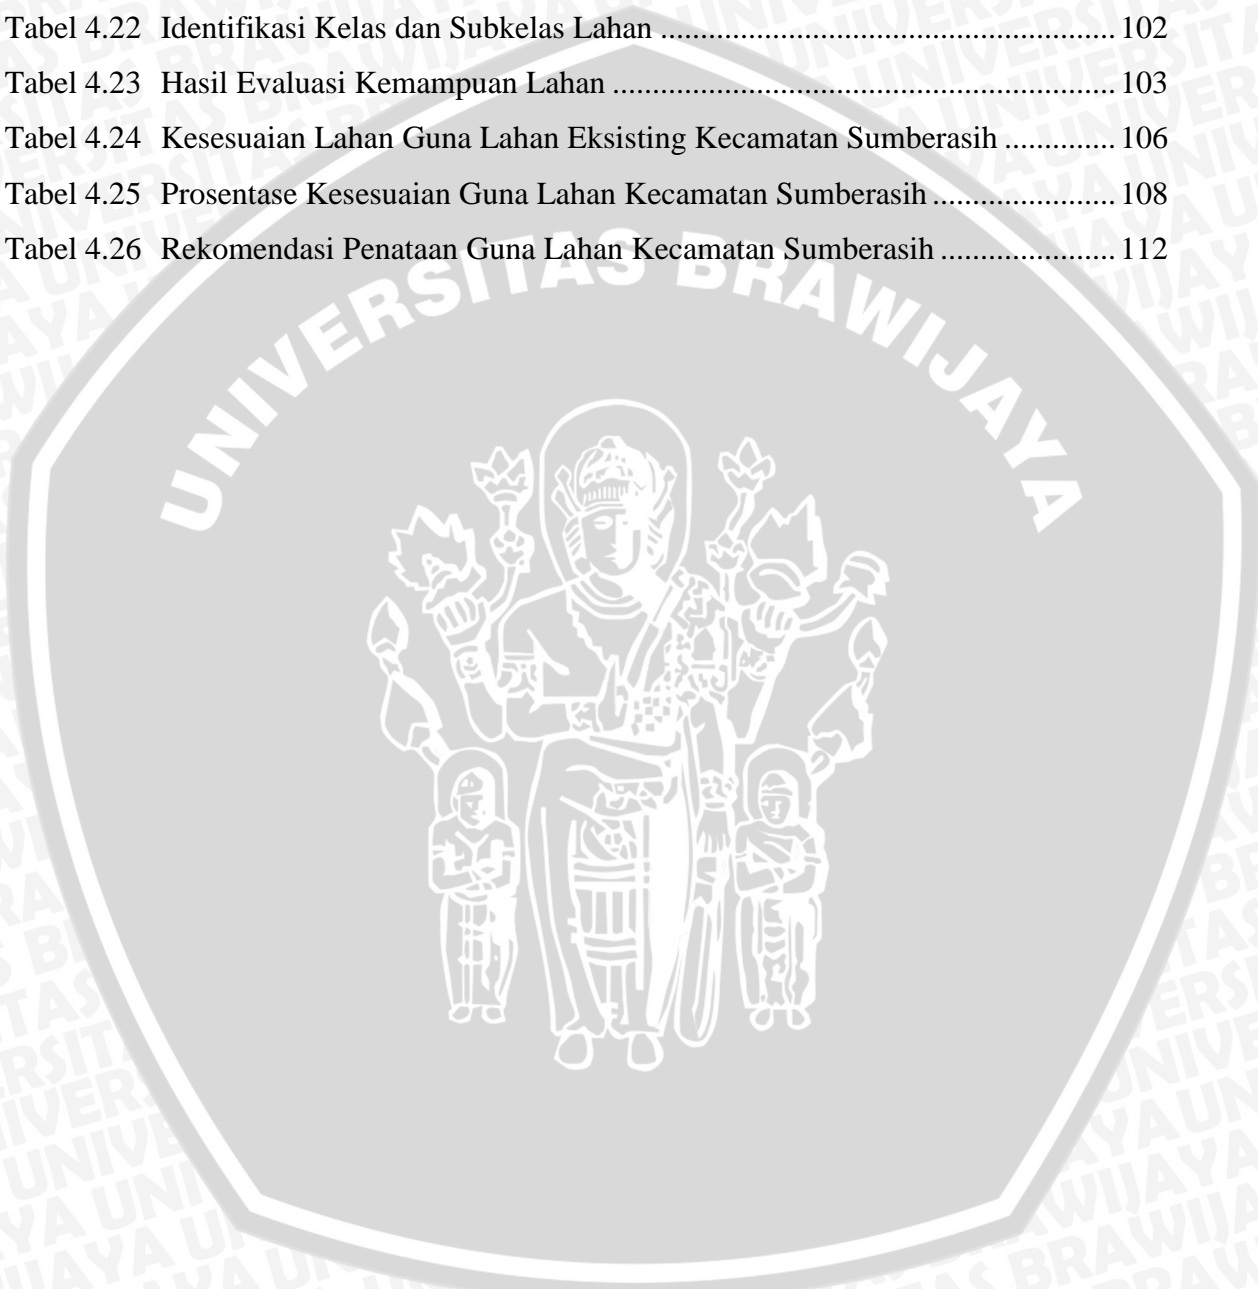 Tabel 4.22 Identifikasi Kelas dan Subkelas Lahan ........................................................ 102
Tabel 4.23 Hasil Evaluasi Kemampuan Lahan .............................................................. 103
Tabel 4.24 Kesesuaian Lahan Guna Lahan Eksisting Kecamatan Sumberasih .............. 106
Tabel 4.25 Prosentase Kesesuaian Guna Lahan Kecamatan Sumberasih ...................... 108
Tabel 4.26 Rekomendasi Penataan Guna Lahan Kecamatan Sumberasih ..................... 112
UNIVERSITAS BRAWIJAYA